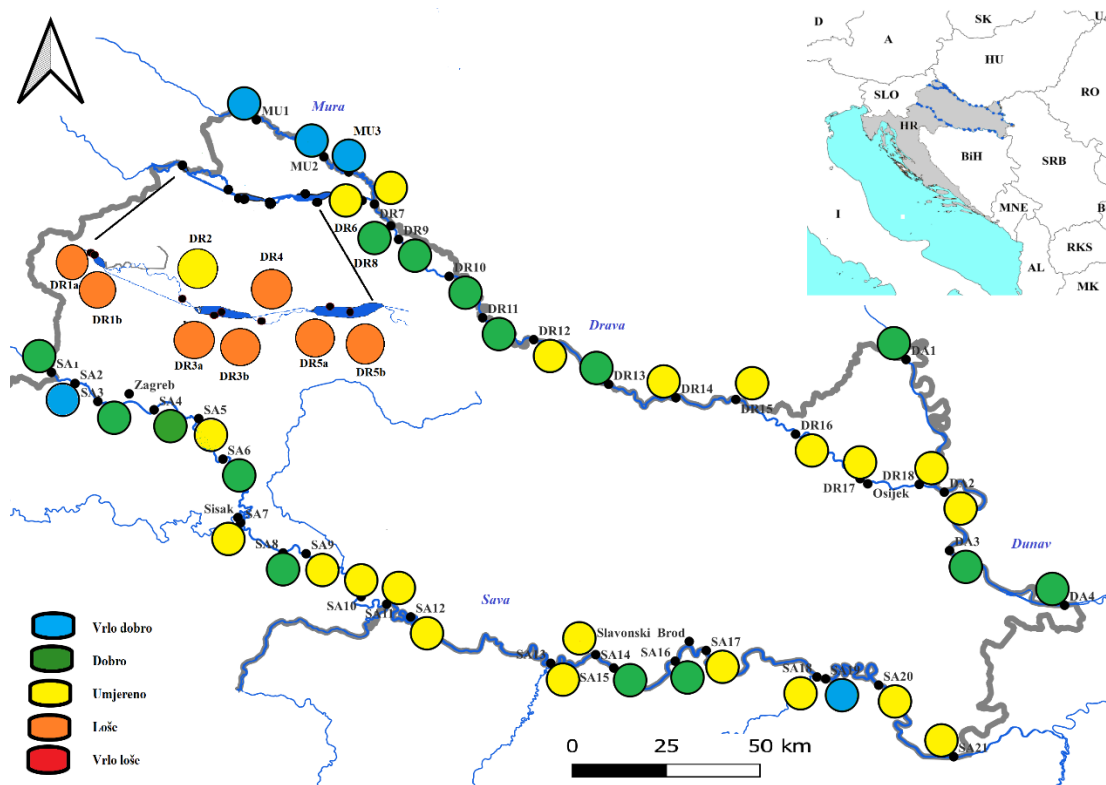 D
SK
U
A
HU
SLO
RO
HR
BiH
SRB
I
MNE
B
RKS
AL
MK
MU1
Mura
MU2
MU3
DR6
DR7
DR8
DR9
DR10
DR11
DR12
Drava
DR13
DR14
DR15
DR16
DR17
Osijek
DR18
DA1
DA2
DA3
Dunav
DA4
DR1a
DR1b
DR2
DR4
DR3a
DR3b
DR5a
DR5b
SA1
SA2
SA3
Zagreb
SA4
SA5
SA6
Sisak
SA7
SA8
SA9
SA10
SA11
SA12
Sava
SA13
SA15
SA14
Slavonski Brod
SA16
SA17
SA18
SA19
SA20
SA21
Vrlo dobro
Dobro
Umjereno
Loše
Vrlo loše
0 25 50 km